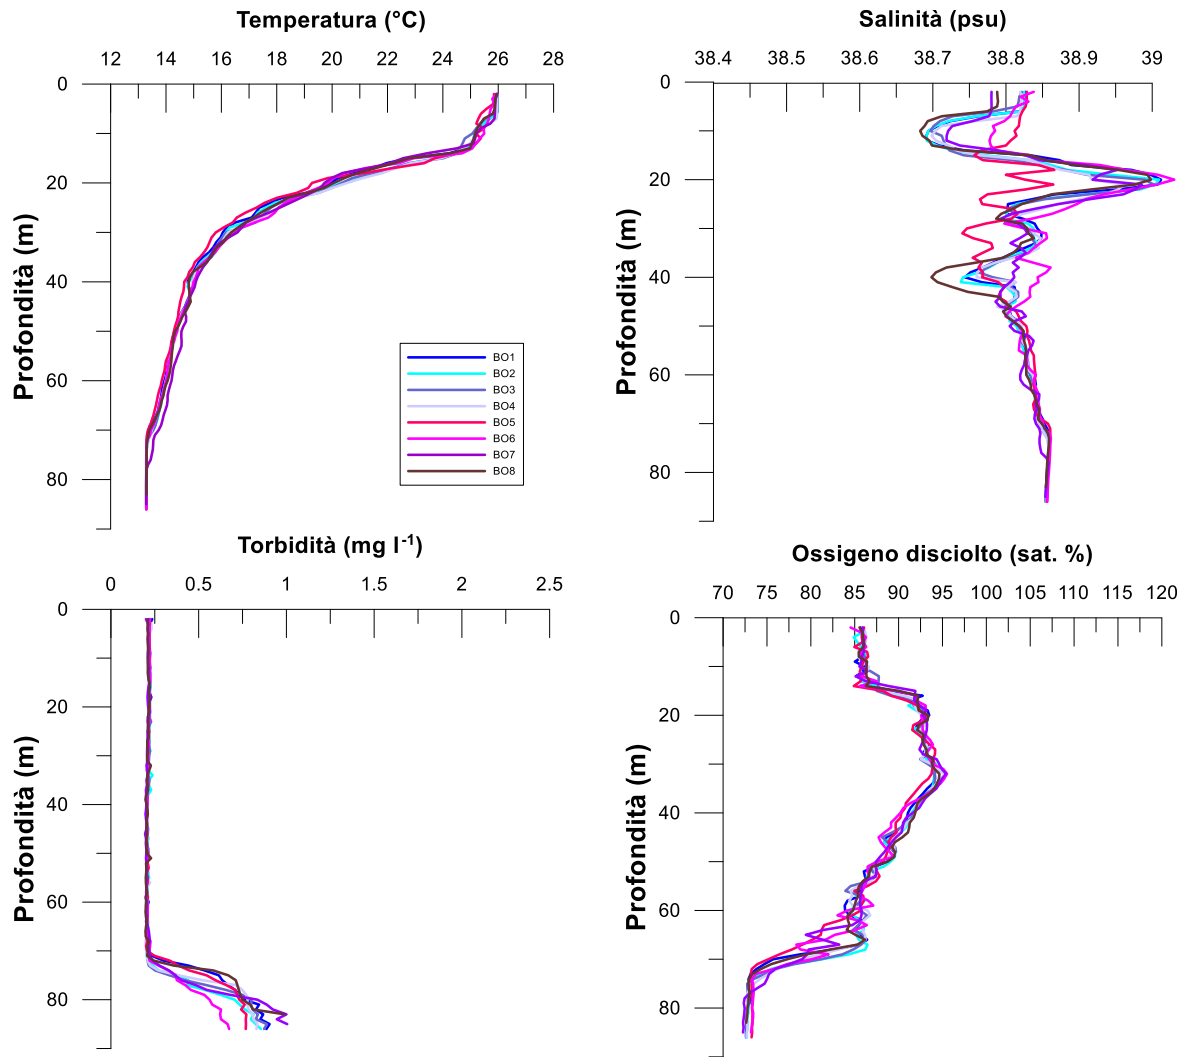 Temperatura (°C)
12 14 16 18 20 22 24 26 28
0
20
40
60
80
Profondità (m)
BO1
BO2
BO3
BO4
BO5
BO6
BO7
BO8
Salinità (psu)
38.4 38.5 38.6 38.7 38.8 38.9 39
0
20
40
60
80
Profondità (m)
Torbidità (mg l-1)
0 0.5 1 1.5 2 2.5
0
20
40
60
80
Profondità (m)
Ossigeno disciolto (sat. %)
70 75 80 85 90 95 100 105 110 115 120
0
20
40
60
80
Profondità (m)